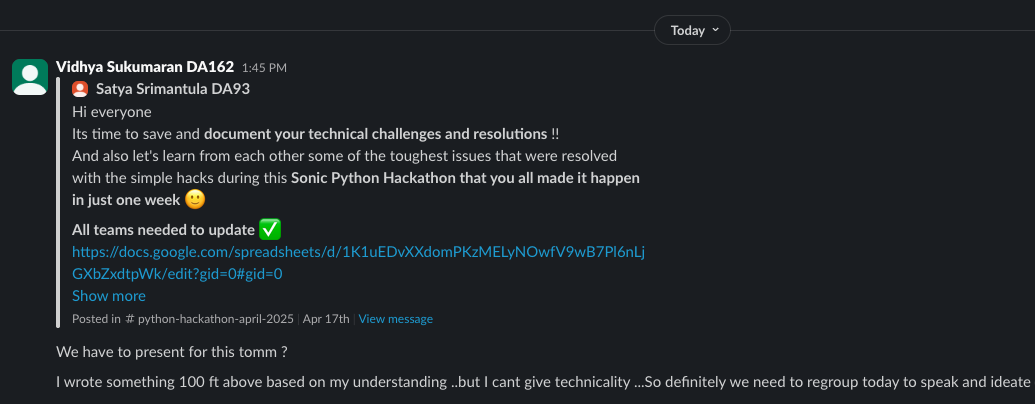 Today
Vidhya Sukumaran DA162 1:45 PM
Satya Srimantula DA93
Hi everyone
Its time to save and document your technical challenges and resolutions !!
And also let's learn from each other some of the toughest issues that were resolved
with the simple hacks during this Sonic Python Hackathon that you all made it happen
in just one week 🙂
All teams needed to update ✅
https://docs.google.com/spreadsheets/d/1K1uEDvXXdomPKzMELyNOwfV9wB7Pl6nLj
GXbZxdtpWk/edit?gid=0#gid=0
Show more
Posted in # python-hackathon-april-2025 | Apr 17th | View message
We have to present for this tomm ?
I wrote something 100 ft above based on my understanding ..but I cant give technicality ...So definitely we need to regroup today to speak and ideate